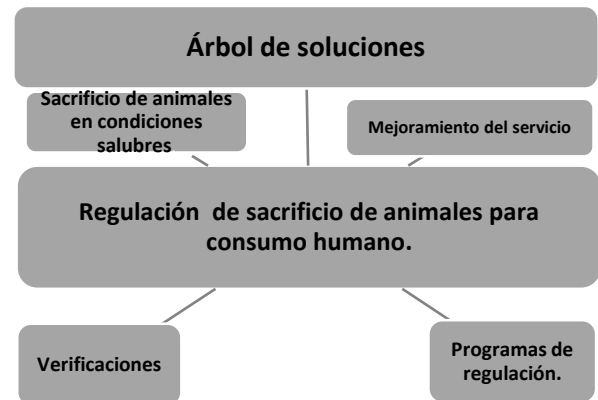 Árbol de soluciones
Sacrificio de animales
en condiciones
salubres
Mejoramiento del servicio
Regulación  de sacrificio de animales para
consumo humano.
Verificaciones
Programas de
regulación.